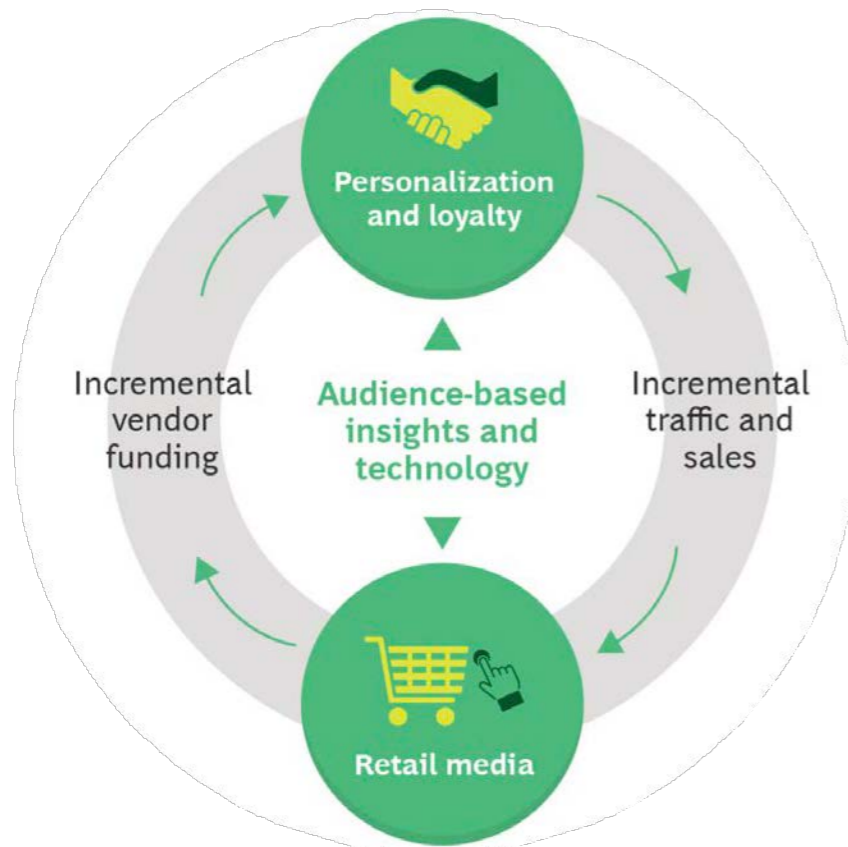 Personalization
and loyalty
Incremental
vendor
funding
Audience-based
insights and
technology
Incremental
traffic and
sales
Retail media